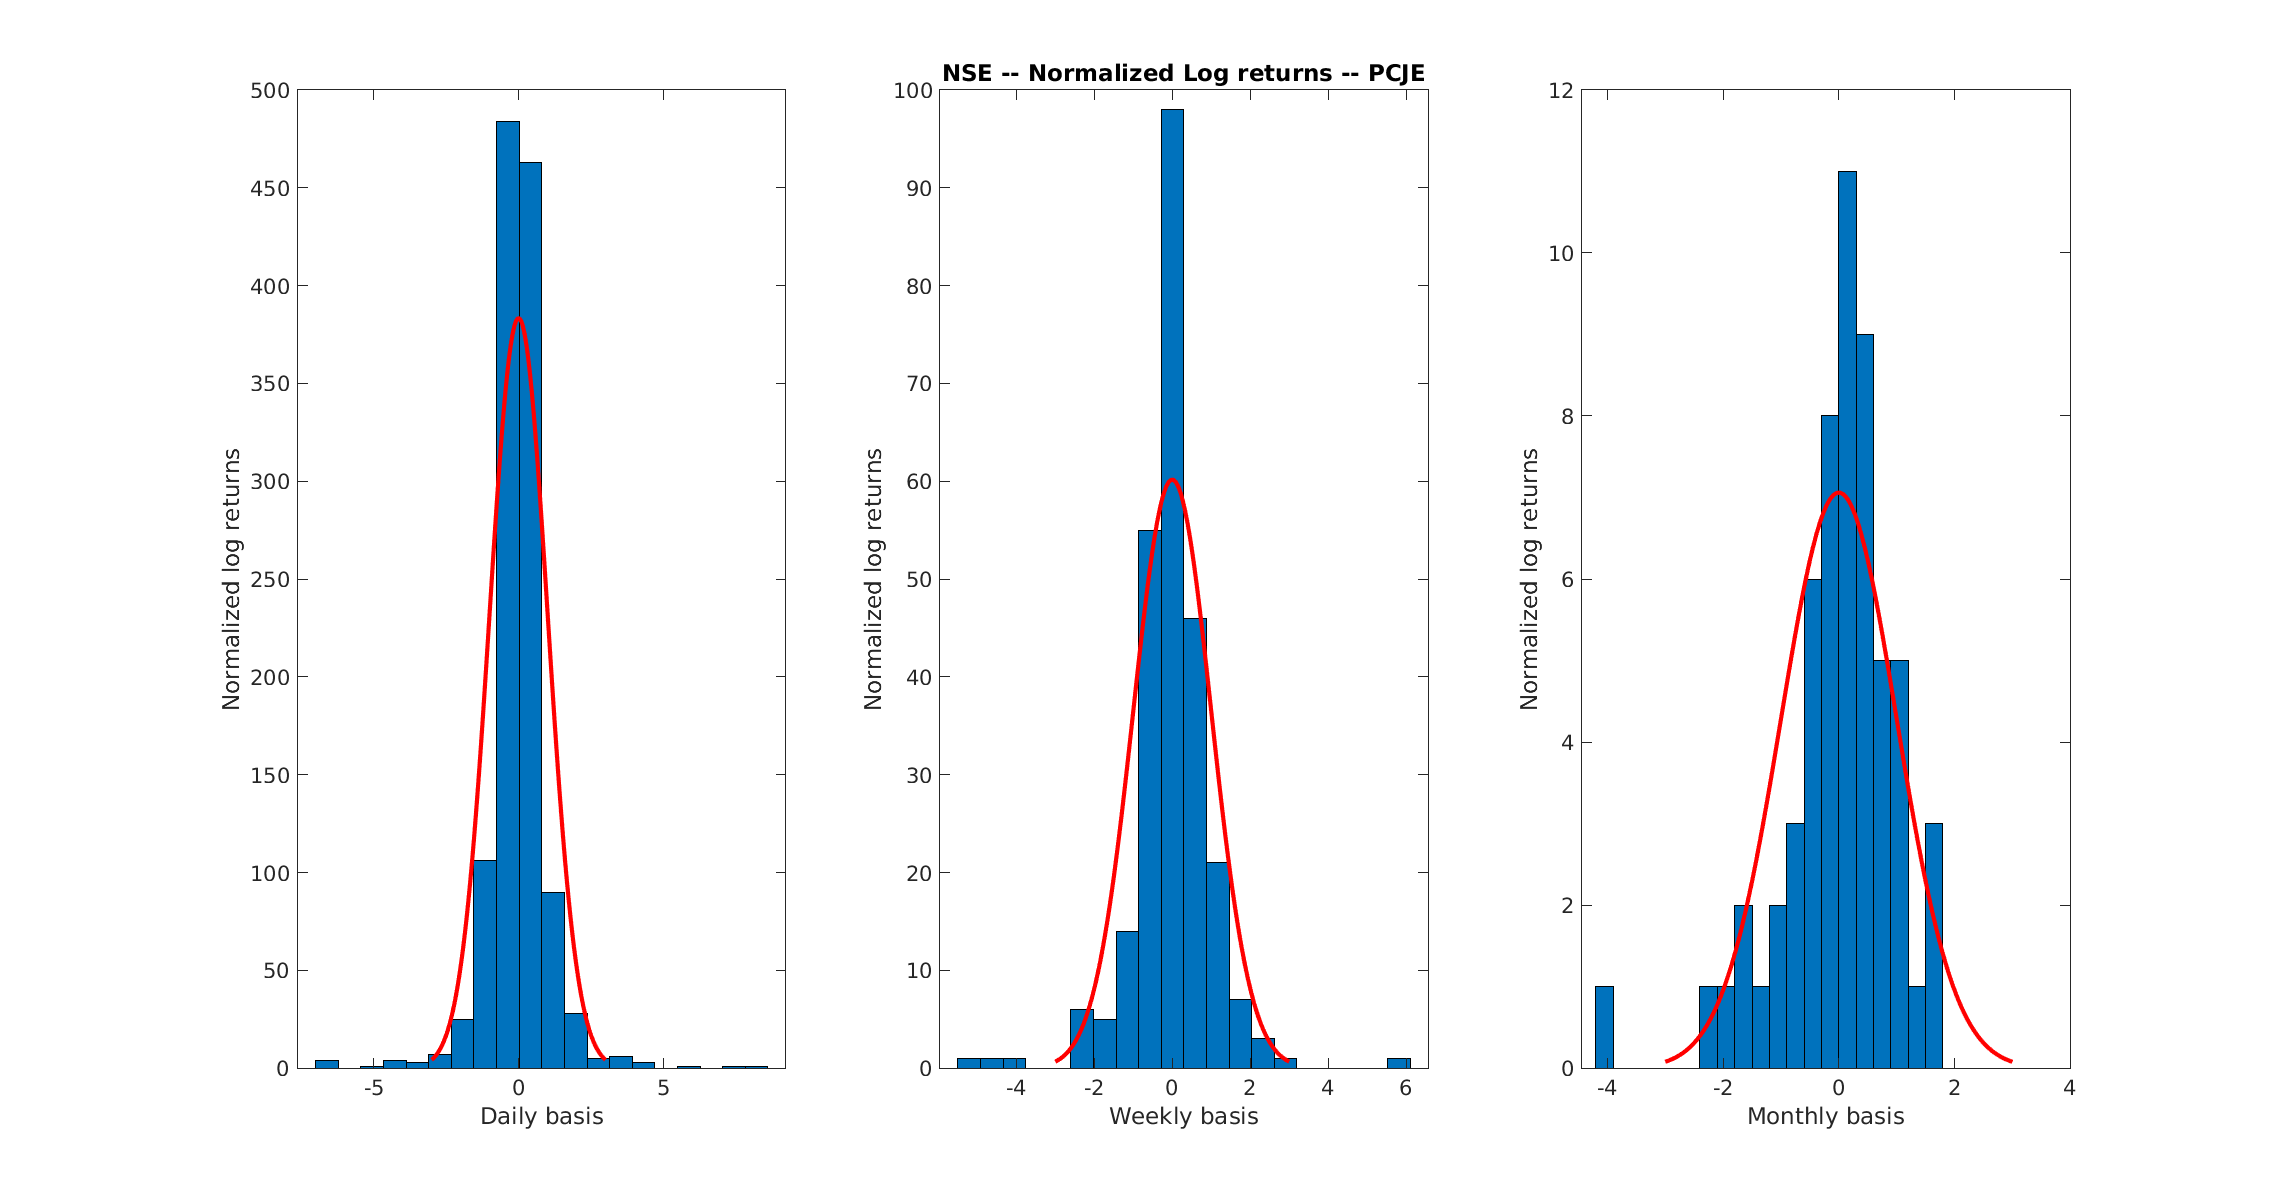 NSE -- Normalized Log returns -- PCJE
500
450
400
350
300
250
200
150
100
50
0
Normalized log returns
-5 0 5
Daily basis
100
90
80
70
60
50
40
30
20
10
0
Normalized log returns
-4 -2 0 2 4 6
Weekly basis
12
10
8
6
4
2
0
Normalized log returns
-4 -2 0 2 4
Monthly basis